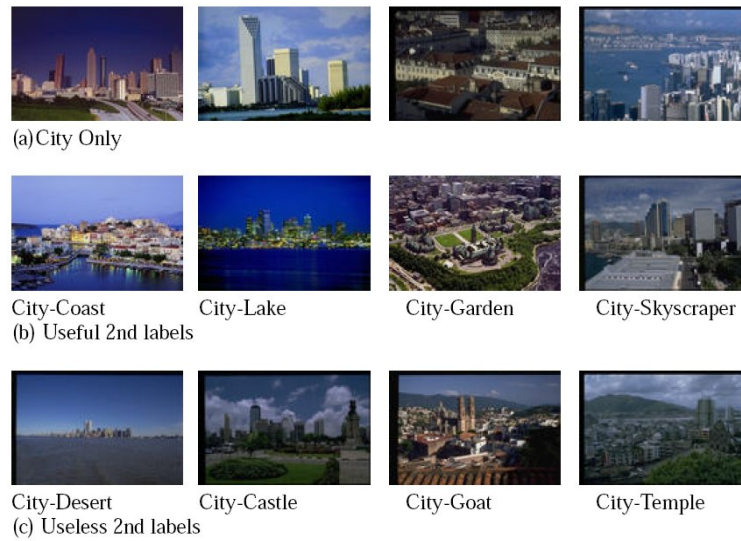 (a)City Only
City-Coast City-Lake City-Garden City-Skyscraper
(b) Useful 2nd labels
City-Desert City-Castle City-Goat City-Temple
(c) Useless 2nd labels